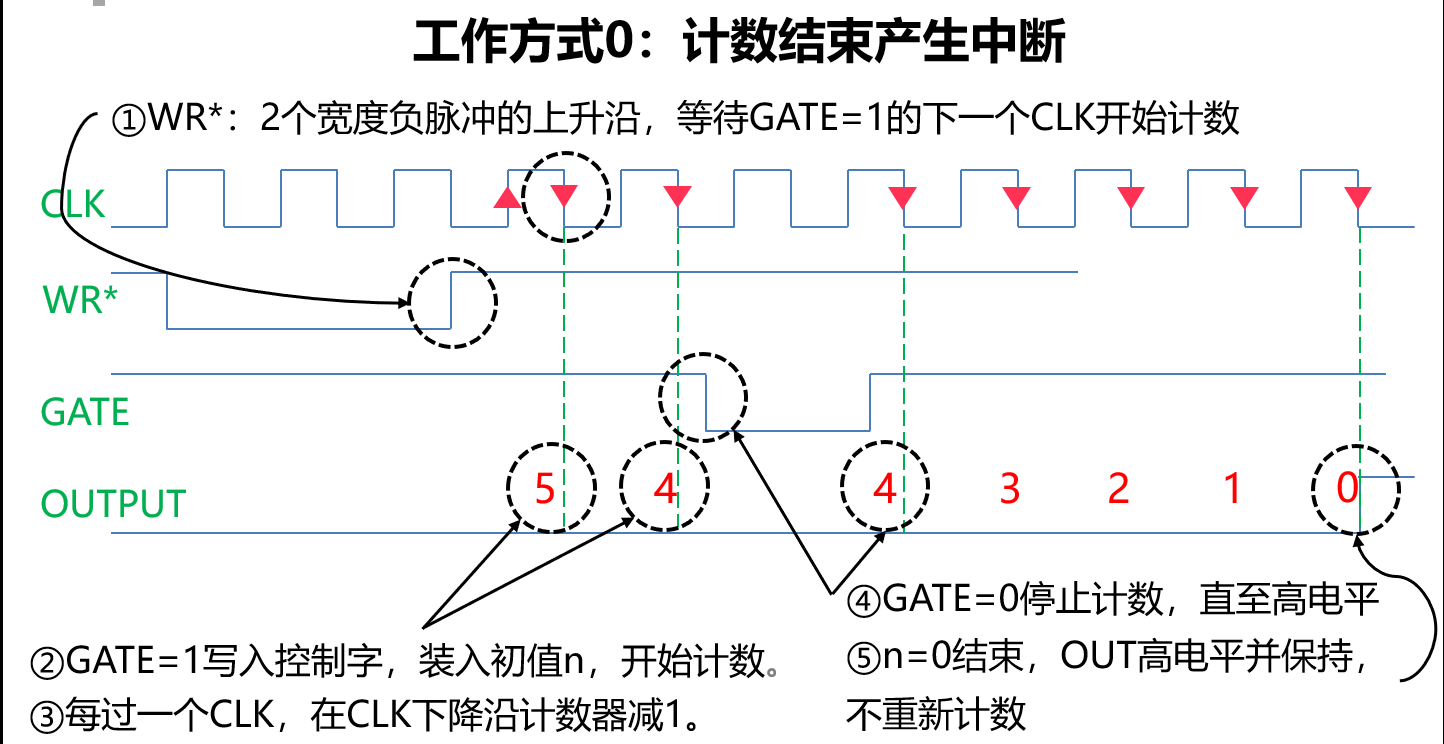 工作方式0：计数结束产生中断
①WR*：2个宽度负脉冲的上升沿，等待GATE=1的下一个CLK开始计数
CLK
WR*
GATE
OUTPUT
5 4 4 3 2 1 0
②GATE=1写入控制字，装入初值n，开始计数。
③每过一个CLK，在CLK下降沿计数器减1。
④GATE=0停止计数，直至高电平
⑤n=0结束，OUT高电平并保持，
不重新计数